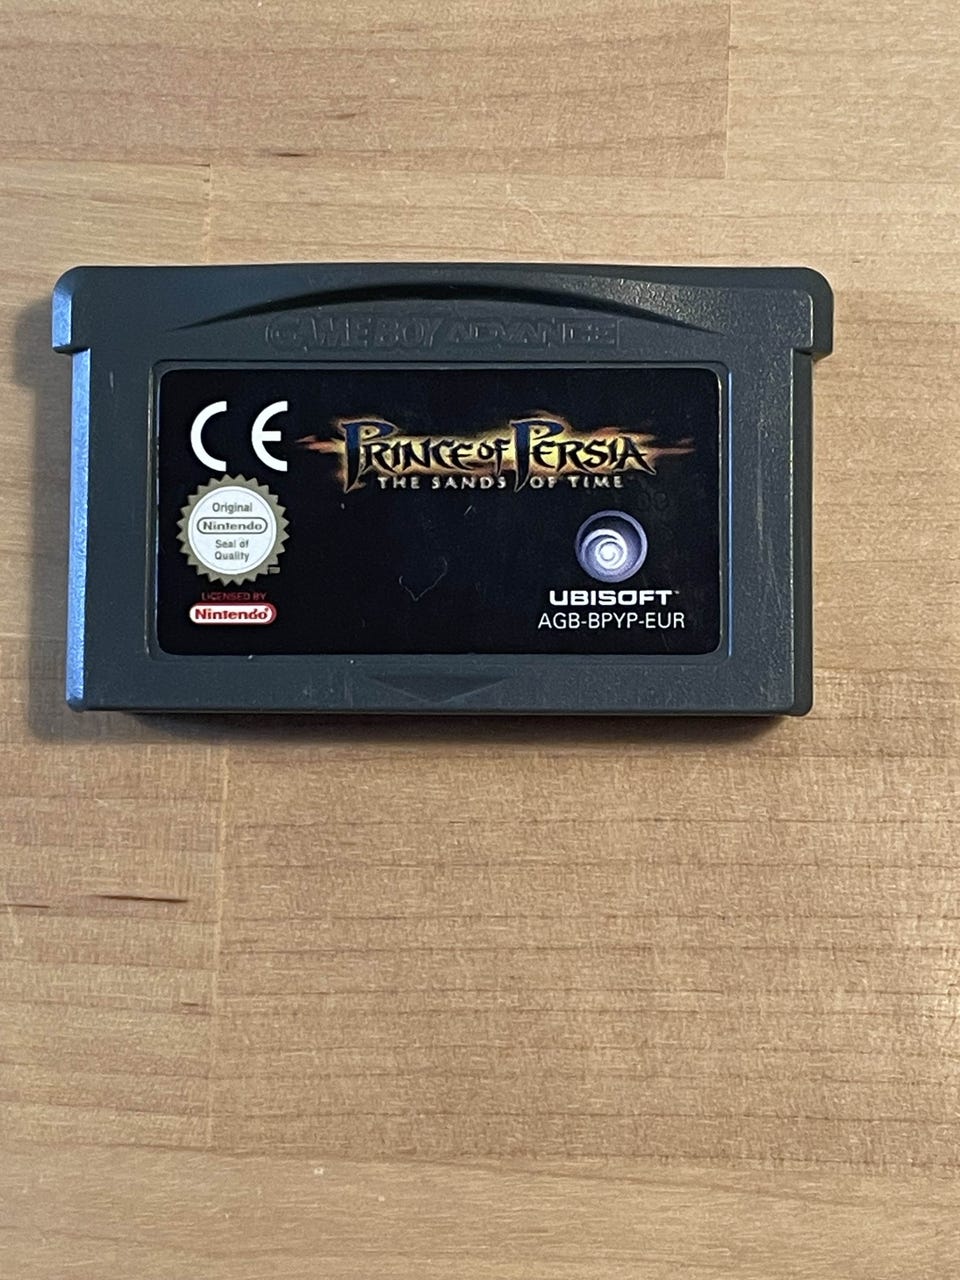 GAME BOY ADVANCE
CE
PRINCE OF PERSIA
THE SANDS OF TIME
Original
Nintendo
Seal of
Quality
LICENSED BY
Nintendo
UBISOFT™
AGB-BPYP-EUR